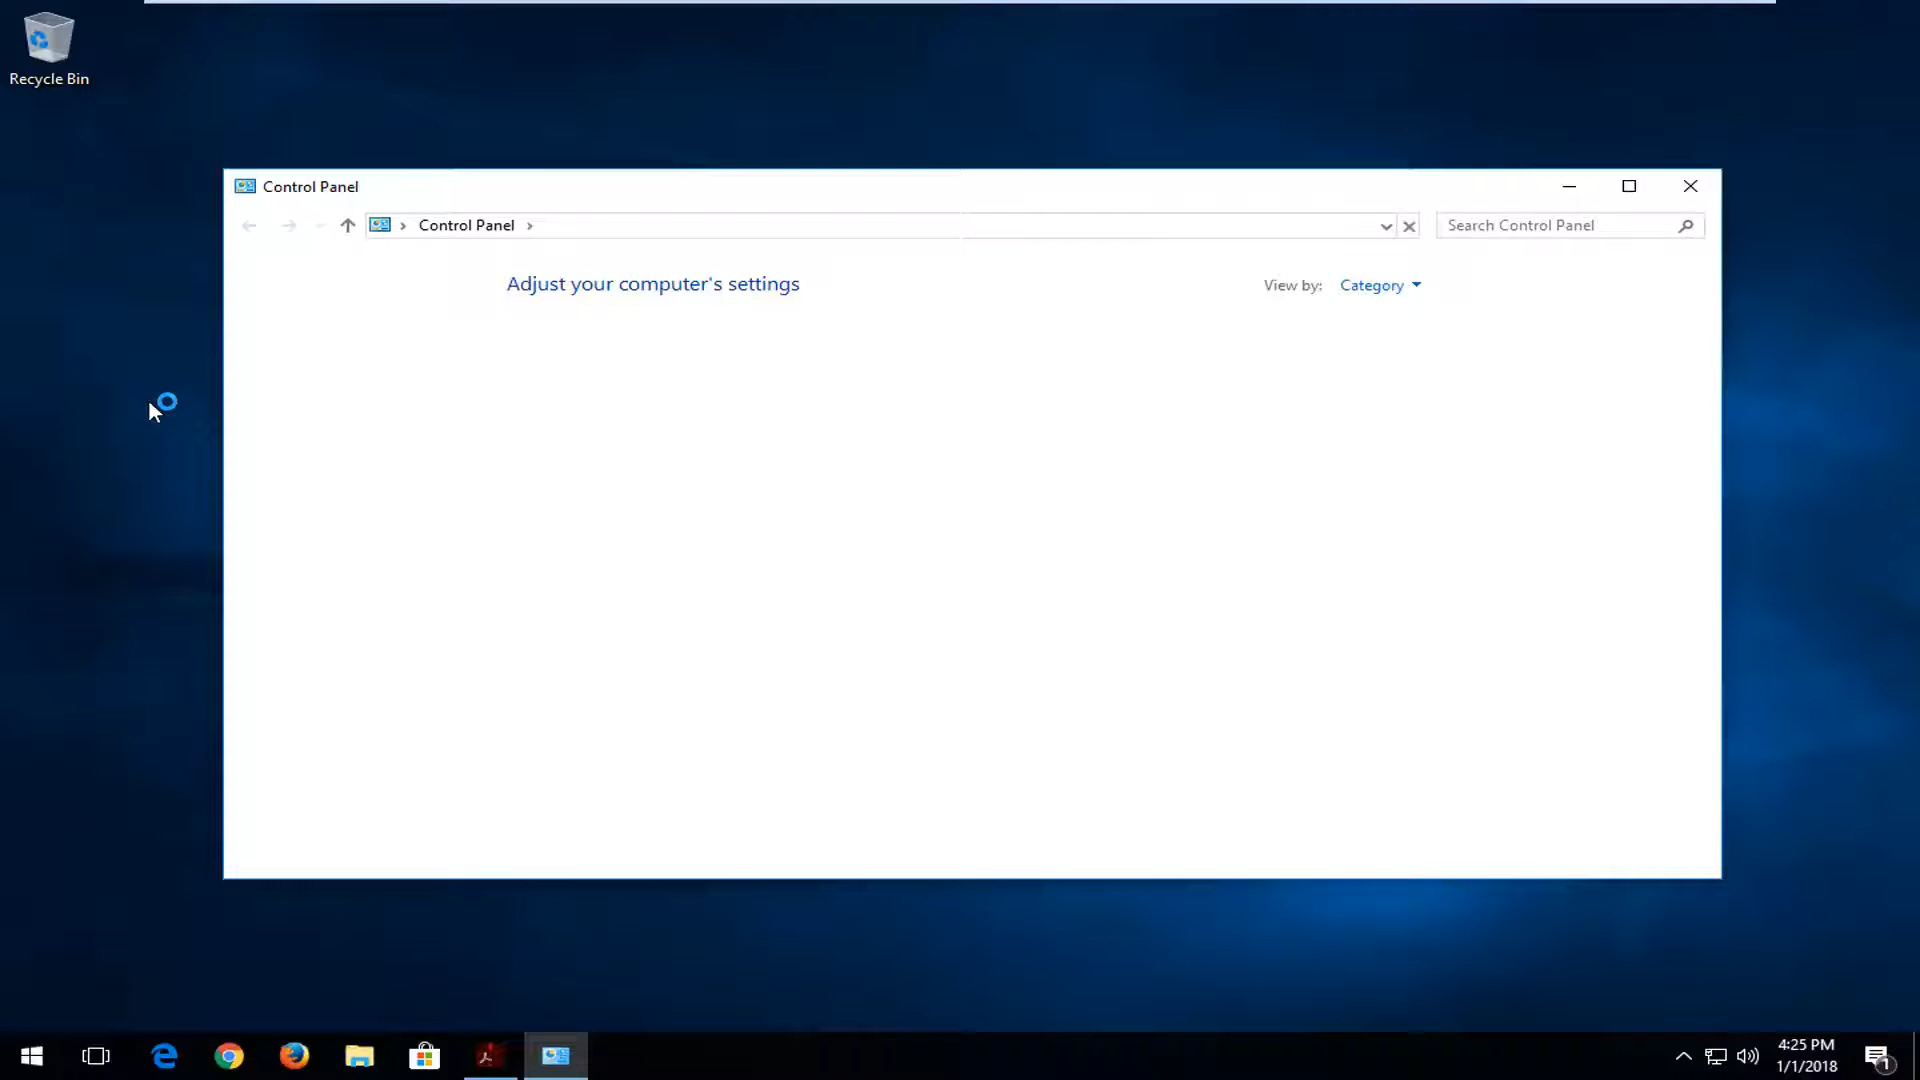 Recycle Bin
Control Panel
Control Panel
Search Control Panel
Adjust your computer's settings
View by: Category
4:25 PM
1/1/2018
1